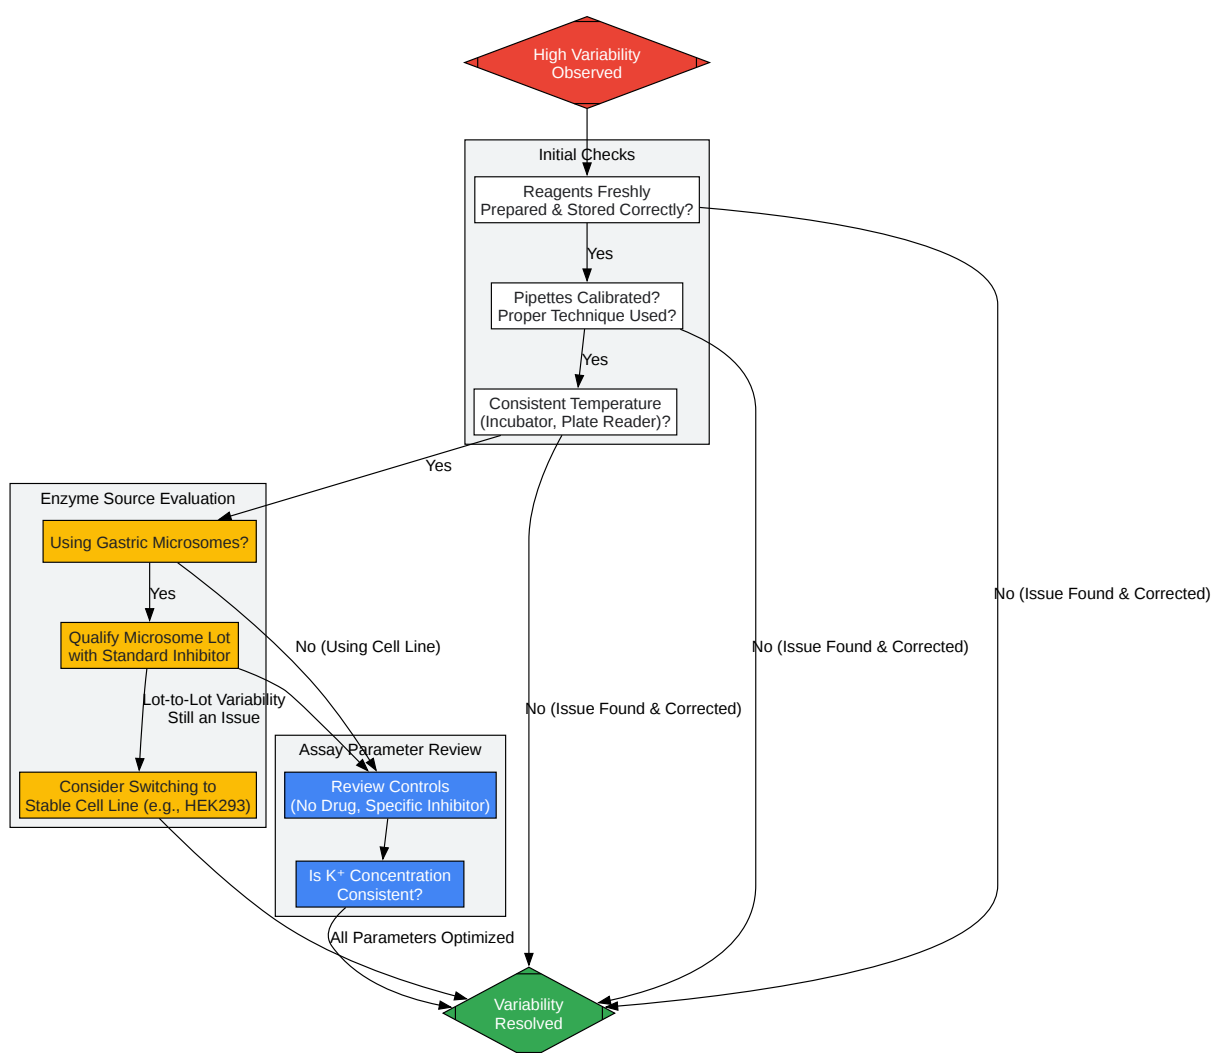 High Variability
Observed
Initial Checks
Reagents Freshly
Prepared & Stored Correctly?
Yes
Pipettes Calibrated?
Proper Technique Used?
Yes
Consistent Temperature
(Incubator, Plate Reader)?
Yes
Enzyme Source Evaluation
Using Gastric Microsomes?
Yes
No (Issue Found & Corrected)
Qualify Microsome Lot
with Standard Inhibitor
No (Using Cell Line)
No (Issue Found & Corrected)
Lot-to-Lot Variability
Still an Issue
No (Issue Found & Corrected)
Assay Parameter Review
Consider Switching to
Stable Cell Line (e.g., HEK293)
Review Controls
(No Drug, Specific Inhibitor)
Is K⁺ Concentration
Consistent?
All Parameters Optimized
Variability
Resolved